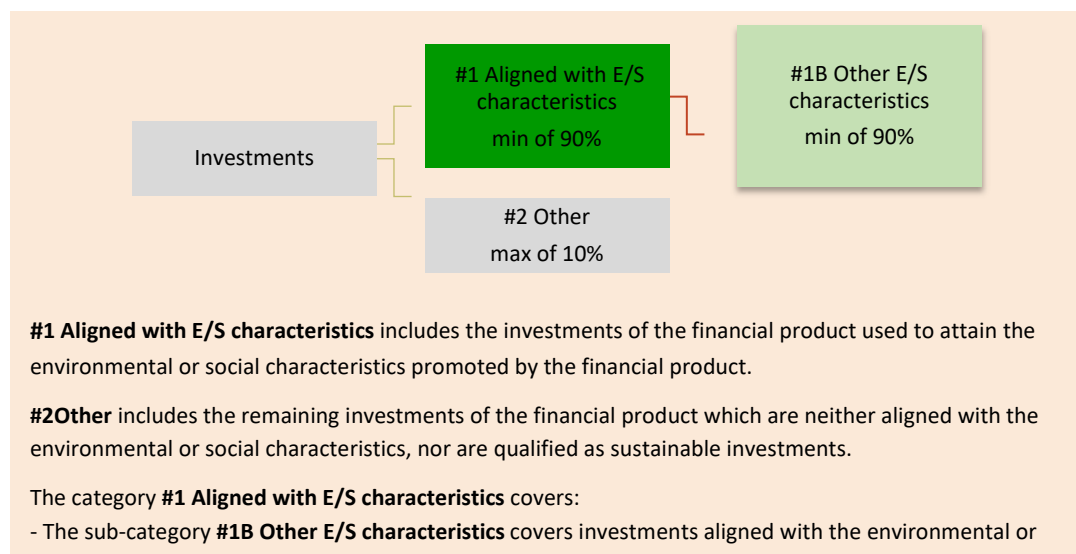 #1 Aligned with E/S
characteristics
min of 90%
#1B Other E/S
characteristics
min of 90%
Investments
#2 Other
max of 10%
#1 Aligned with E/S characteristics includes the investments of the financial product used to attain the
environmental or social characteristics promoted by the financial product.
#2Other includes the remaining investments of the financial product which are neither aligned with the
environmental or social characteristics, nor are qualified as sustainable investments.
The category #1 Aligned with E/S characteristics covers:
- The sub-category #1B Other E/S characteristics covers investments aligned with the environmental or